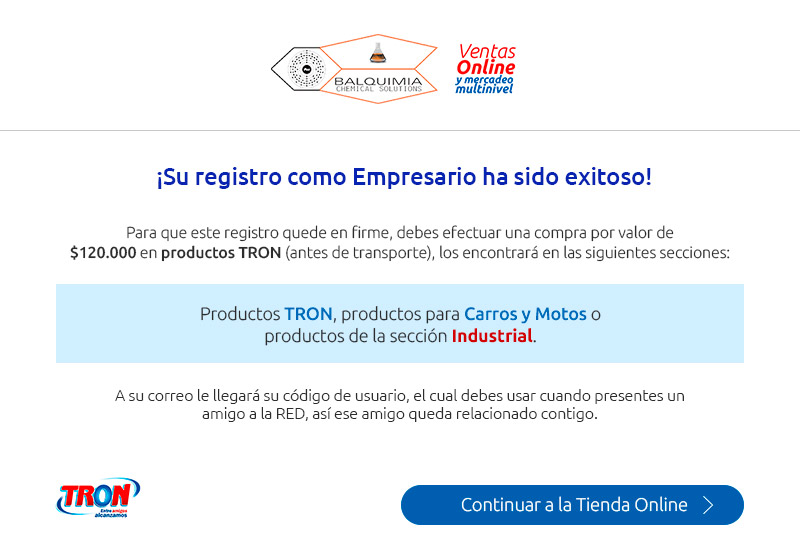 BALQUIMIA
CHEMICAL SOLUTIONS
Ventas
Online
y mercadeo
multinivel
¡Su registro como Empresario ha sido exitoso!
Para que este registro quede en firme, debes efectuar una compra por valor de
$120.000 en productos TRON (antes de transporte), los encontrará en las siguientes secciones:
Productos TRON, productos para Carros y Motos o
productos de la sección Industrial.
A su correo le llegará su código de usuario, el cual debes usar cuando presentes un
amigo a la RED, así ese amigo queda relacionado contigo.
TRON
Entre amigos
alcanzamos
Continuar a la Tienda Online